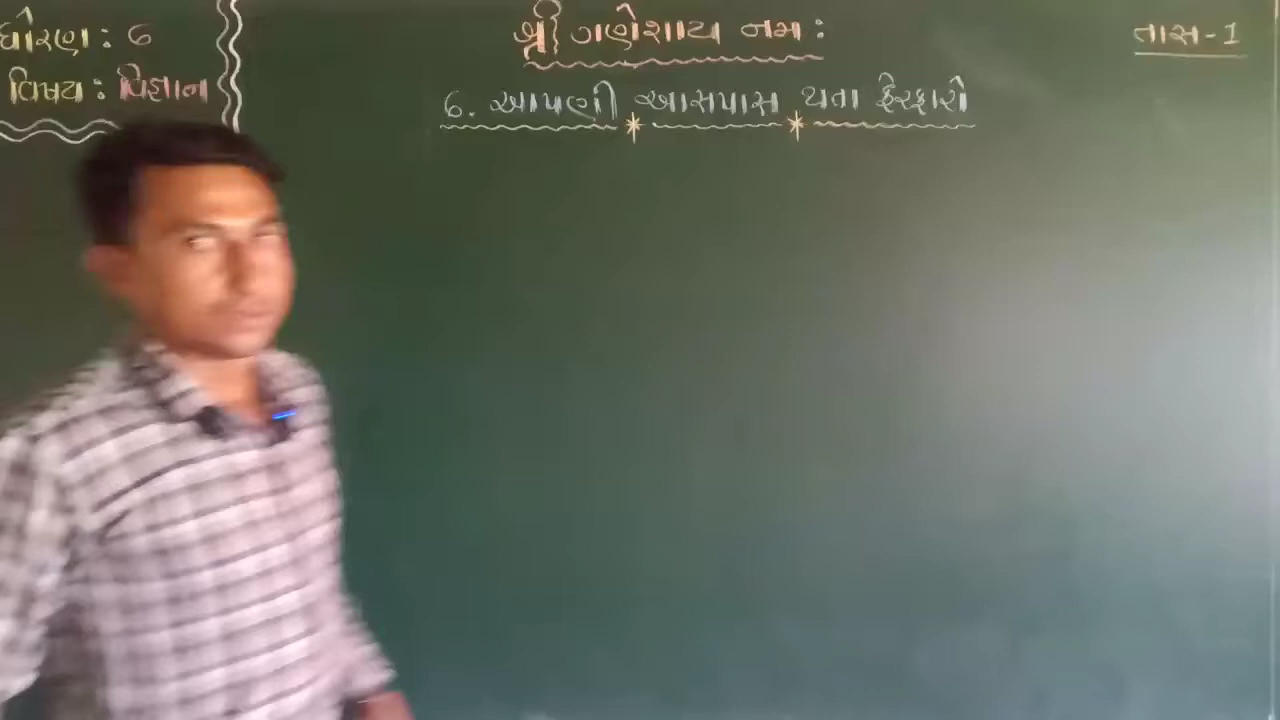 ધોરણ : 6
વિષય : વિજ્ઞાન
શ્રી ગણેશાય નમઃ
6. આપણી આસપાસ થતા ફેરફારો
તાસ-1